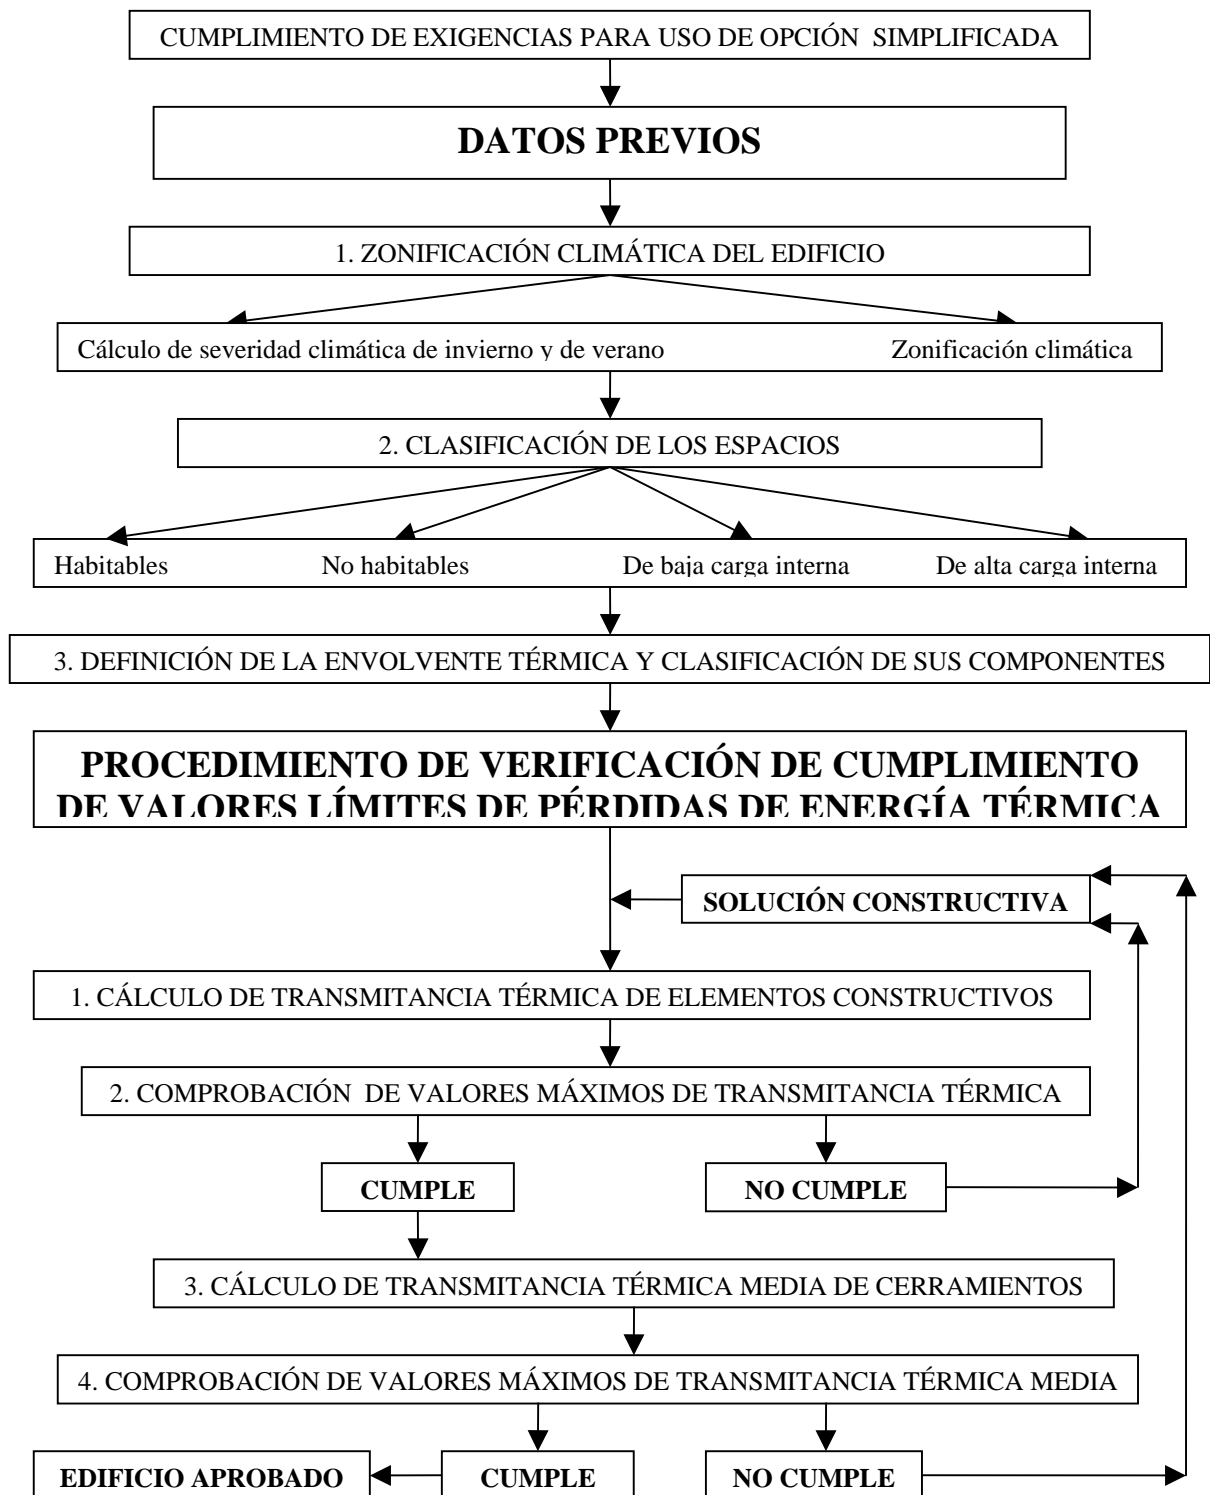 CUMPLIMIENTO DE EXIGENCIAS PARA USO DE OPCIÓN SIMPLIFICADA
DATOS PREVIOS
1. ZONIFICACIÓN CLIMÁTICA DEL EDIFICIO
Cálculo de severidad climática de invierno y de verano Zonificación climática
2. CLASIFICACIÓN DE LOS ESPACIOS
Habitables No habitables De baja carga interna De alta carga interna
3. DEFINICIÓN DE LA ENVOLVENTE TÉRMICA Y CLASIFICACIÓN DE SUS COMPONENTES
PROCEDIMIENTO DE VERIFICACIÓN DE CUMPLIMIENTO
DE VALORES LÍMITES DE PÉRDIDAS DE ENERGÍA TÉRMICA
SOLUCIÓN CONSTRUCTIVA
1. CÁLCULO DE TRANSMITANCIA TÉRMICA DE ELEMENTOS CONSTRUCTIVOS
2. COMPROBACIÓN DE VALORES MÁXIMOS DE TRANSMITANCIA TÉRMICA
CUMPLE NO CUMPLE
3. CÁLCULO DE TRANSMITANCIA TÉRMICA MEDIA DE CERRAMIENTOS
4. COMPROBACIÓN DE VALORES MÁXIMOS DE TRANSMITANCIA TÉRMICA MEDIA
EDIFICIO APROBADO CUMPLE NO CUMPLE